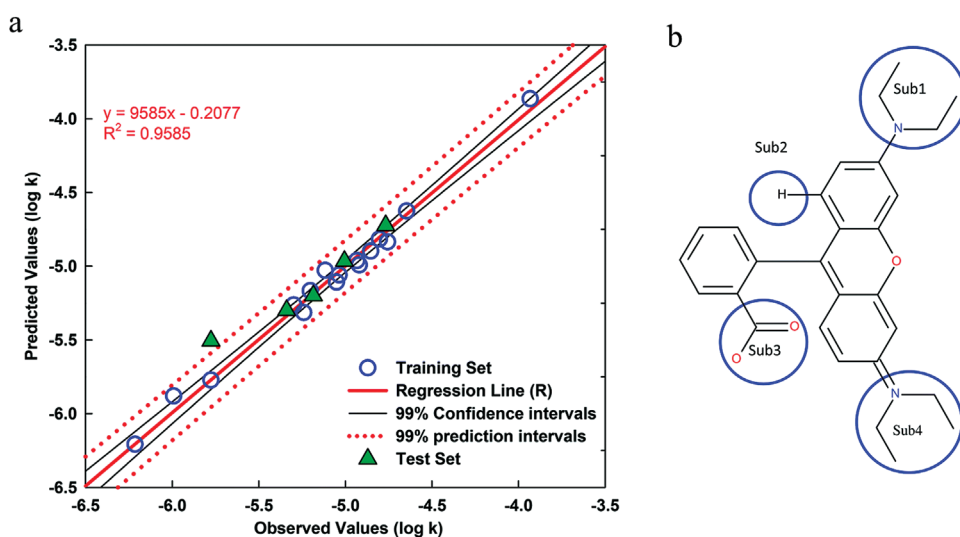 a
b
Predicted Values (log k)
-3.5
-4.0
-4.5
-5.0
-5.5
-6.0
-6.5
y = 9585x - 0.2077
R² = 0.9585
Training Set
Regression Line (R)
99% Confidence intervals
99% prediction intervals
Test Set
-6.5 -6.0 -5.5 -5.0 -4.5 -4.0 -3.5
Observed Values (log k)
Sub1
N
Sub2
H
O
O
Sub3
O
N
Sub4